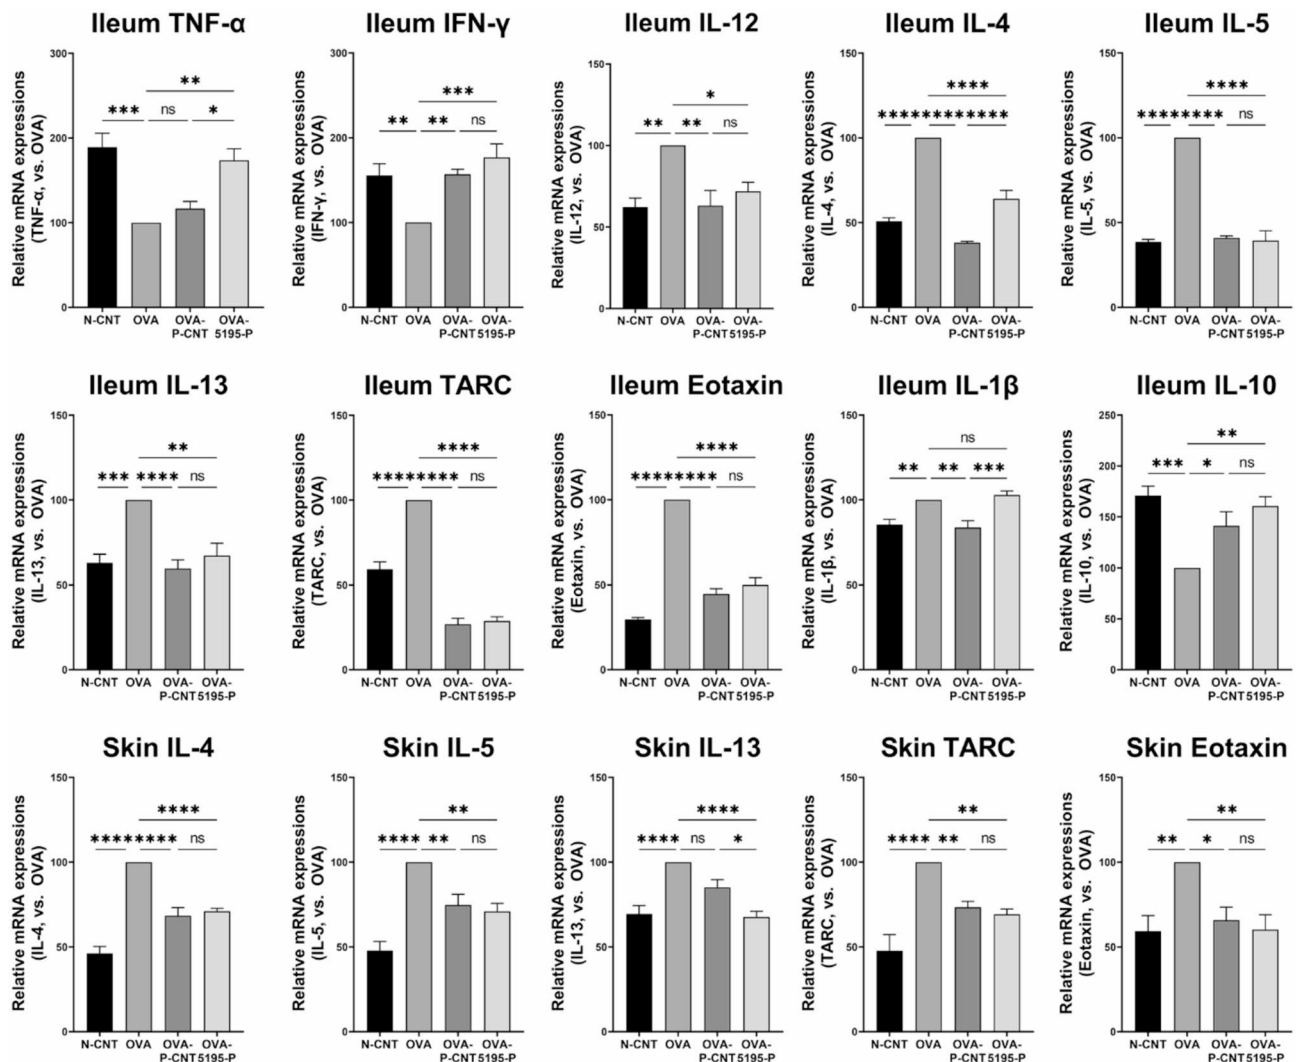 Ileum TNF-α
Relative mRNA expressions
(TNF-α, vs. OVA)
300
200
100
0
** 
*** ns *
N-CNT OVA OVA-P-CNT OVA-5195-P
Ileum IFN-γ
Relative mRNA expressions
(IFN-γ, vs. OVA)
300
200
100
0
***
** ** ns
N-CNT OVA OVA-P-CNT OVA-5195-P
Ileum IL-12
Relative mRNA expressions
(IL-12, vs. OVA)
150
100
50
0
*
** ** ns
N-CNT OVA OVA-P-CNT OVA-5195-P
Ileum IL-4
Relative mRNA expressions
(IL-4, vs. OVA)
150
100
50
0
****
**** **** ****
N-CNT OVA OVA-P-CNT OVA-5195-P
Ileum IL-5
Relative mRNA expressions
(IL-5, vs. OVA)
150
100
50
0
****
**** **** ns
N-CNT OVA OVA-P-CNT OVA-5195-P
Ileum IL-13
Relative mRNA expressions
(IL-13, vs. OVA)
150
100
50
0
**
*** **** ns
N-CNT OVA OVA-P-CNT OVA-5195-P
Ileum TARC
Relative mRNA expressions
(TARC, vs. OVA)
150
100
50
0
****
**** **** ns
N-CNT OVA OVA-P-CNT OVA-5195-P
Ileum Eotaxin
Relative mRNA expressions
(Eotaxin, vs. OVA)
150
100
50
0
****
**** **** ns
N-CNT OVA OVA-P-CNT OVA-5195-P
Ileum IL-1β
Relative mRNA expressions
(IL-1β, vs. OVA)
150
100
50
0
ns
** ** ***
N-CNT OVA OVA-P-CNT OVA-5195-P
Ileum IL-10
Relative mRNA expressions
(IL-10, vs. OVA)
250
200
150
100
50
0
**
*** * ns
N-CNT OVA OVA-P-CNT OVA-5195-P
Skin IL-4
Relative mRNA expressions
(IL-4, vs. OVA)
150
100
50
0
****
**** **** ns
N-CNT OVA OVA-P-CNT OVA-5195-P
Skin IL-5
Relative mRNA expressions
(IL-5, vs. OVA)
150
100
50
0
**
**** ** ns
N-CNT OVA OVA-P-CNT OVA-5195-P
Skin IL-13
Relative mRNA expressions
(IL-13, vs. OVA)
150
100
50
0
****
**** ns *
N-CNT OVA OVA-P-CNT OVA-5195-P
Skin TARC
Relative mRNA expressions
(TARC, vs. OVA)
150
100
50
0
**
**** ** ns
N-CNT OVA OVA-P-CNT OVA-5195-P
Skin Eotaxin
Relative mRNA expressions
(Eotaxin, vs. OVA)
150
100
50
0
**
** * ns
N-CNT OVA OVA-P-CNT OVA-5195-P